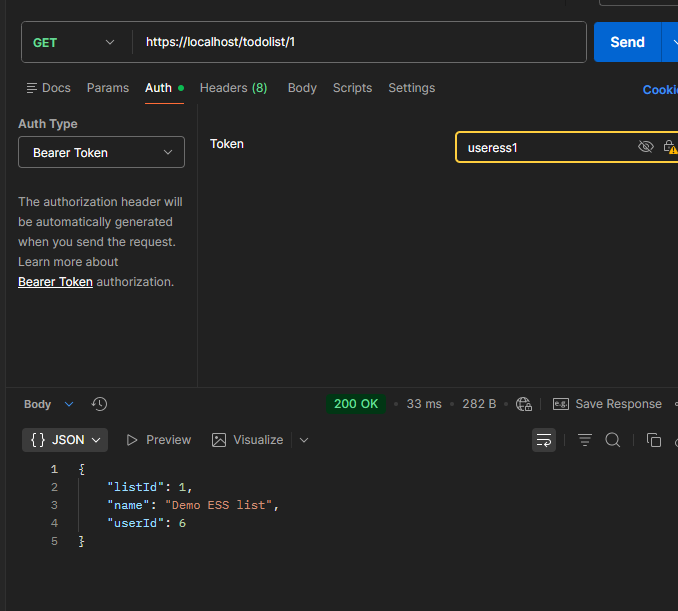 GET https://localhost/todolist/1 Send
Docs Params Auth Headers (8) Body Scripts Settings
Auth Type
Bearer Token
Token
useress1
The authorization header will
be automatically generated
when you send the request.
Learn more about
Bearer Token authorization.
Body 200 OK • 33 ms • 282 B e.g. Save Response
{} JSON Preview Visualize
1 {
2 "listId": 1,
3 "name": "Demo ESS list",
4 "userId": 6
5 }